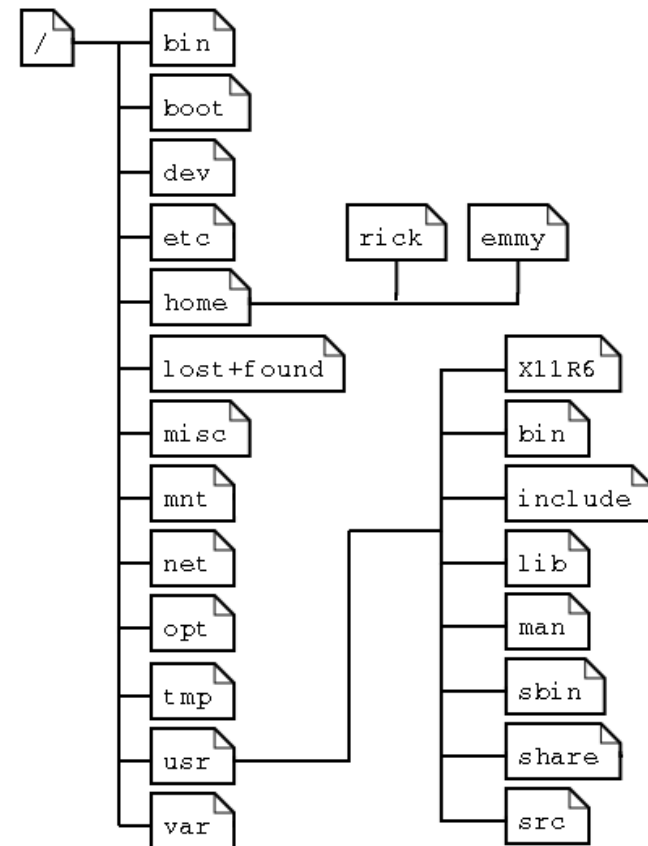 /
bin
boot
dev
etc
rick
emmy
home
lost+found
X11R6
misc
bin
mnt
include
net
lib
opt
man
tmp
sbin
usr
share
var
src